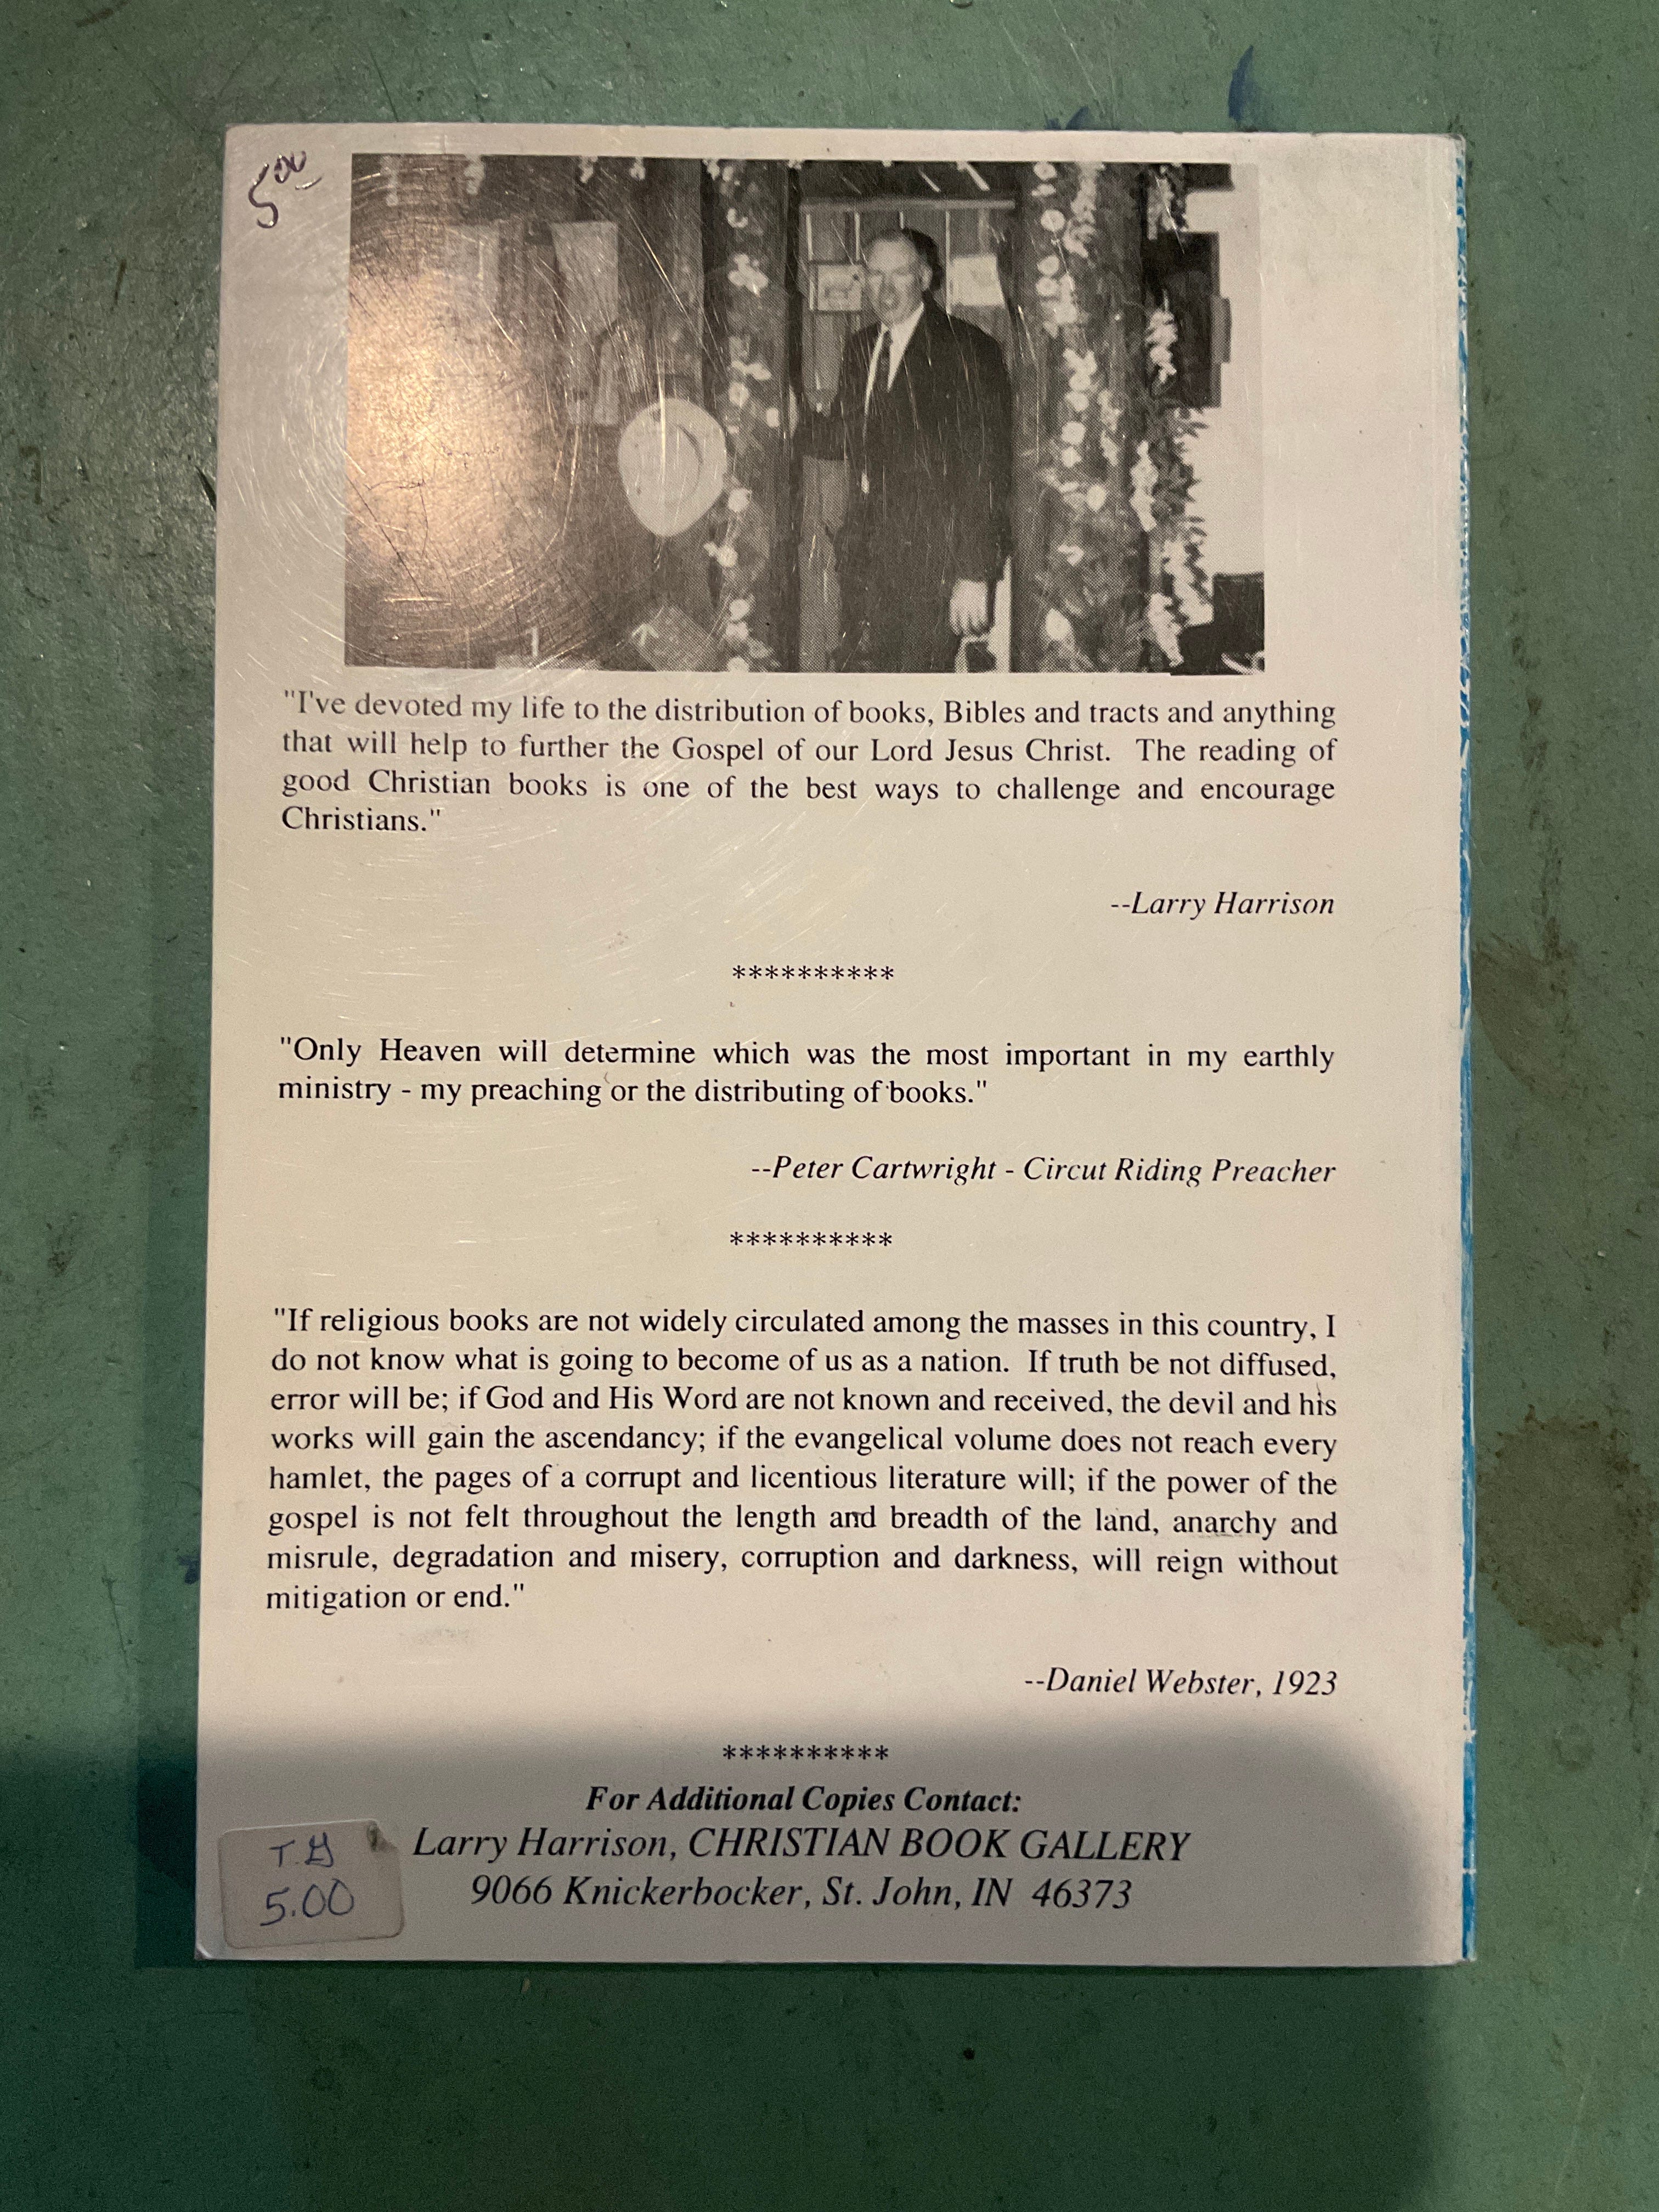 5⁰⁰
"I've devoted my life to the distribution of books, Bibles and tracts and anything
that will help to further the Gospel of our Lord Jesus Christ. The reading of
good Christian books is one of the best ways to challenge and encourage
Christians."
--Larry Harrison
**********
"Only Heaven will determine which was the most important in my earthly
ministry - my preaching or the distributing of books."
--Peter Cartwright - Circut Riding Preacher
**********
"If religious books are not widely circulated among the masses in this country, I
do not know what is going to become of us as a nation. If truth be not diffused,
error will be; if God and His Word are not known and received, the devil and his
works will gain the ascendancy; if the evangelical volume does not reach every
hamlet, the pages of a corrupt and licentious literature will; if the power of the
gospel is not felt throughout the length and breadth of the land, anarchy and
misrule, degradation and misery, corruption and darkness, will reign without
mitigation or end."
--Daniel Webster, 1923
**********
For Additional Copies Contact:
Larry Harrison, CHRISTIAN BOOK GALLERY
9066 Knickerbocker, St. John, IN 46373
5.00